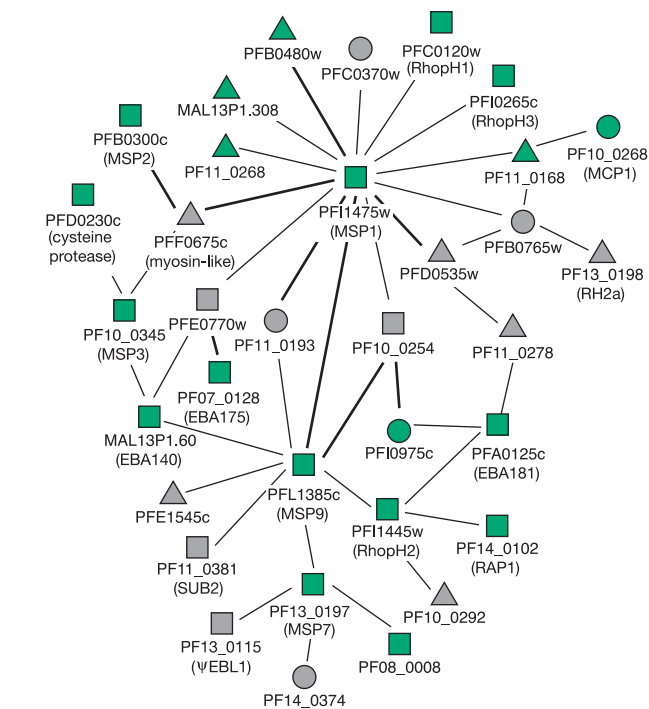 PFB0480w
PFC0370w
PFC0120w
(RhopH1)
MAL13P1.308
PFI0265c
(RhopH3)
PFB0300c
(MSP2)
PF11_0268
PF11_0168
PF10_0268
(MCP1)
PFD0230c
(cysteine
protease)
PFF0675c
(myosin-like)
PFI1475w
(MSP1)
PFD0535w
PFB0765w
PF13_0198
(RH2a)
PF10_0345
(MSP3)
PFE0770w
PF11_0193
PF10_0254
PF11_0278
PF07_0128
(EBA175)
MAL13P1.60
(EBA140)
PFI0975c
PFA0125c
(EBA181)
PFE1545c
PFL1385c
(MSP9)
PFI1445w
(RhopH2)
PF14_0102
(RAP1)
PF11_0381
(SUB2)
PF13_0197
(MSP7)
PF10_0292
PF13_0115
(ΨEBL1)
PF08_0008
PF14_0374